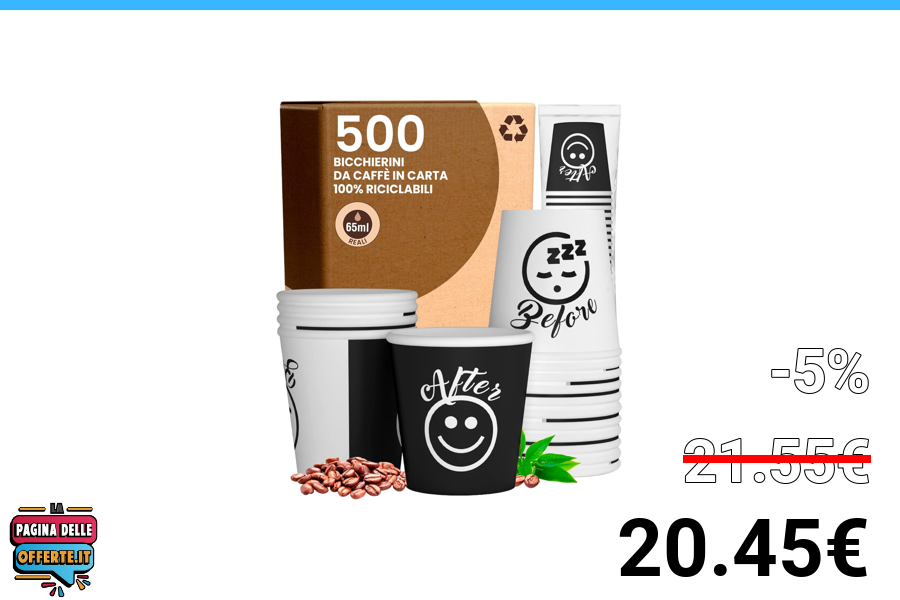 500
BICCHIERINI
DA CAFFÈ IN CARTA
100% RICICLABILI
65ml
REALI
After
zzz
Before
After
-5%
21.55€
20.45€
LA
PAGINA DELLE
OFFERTE.IT